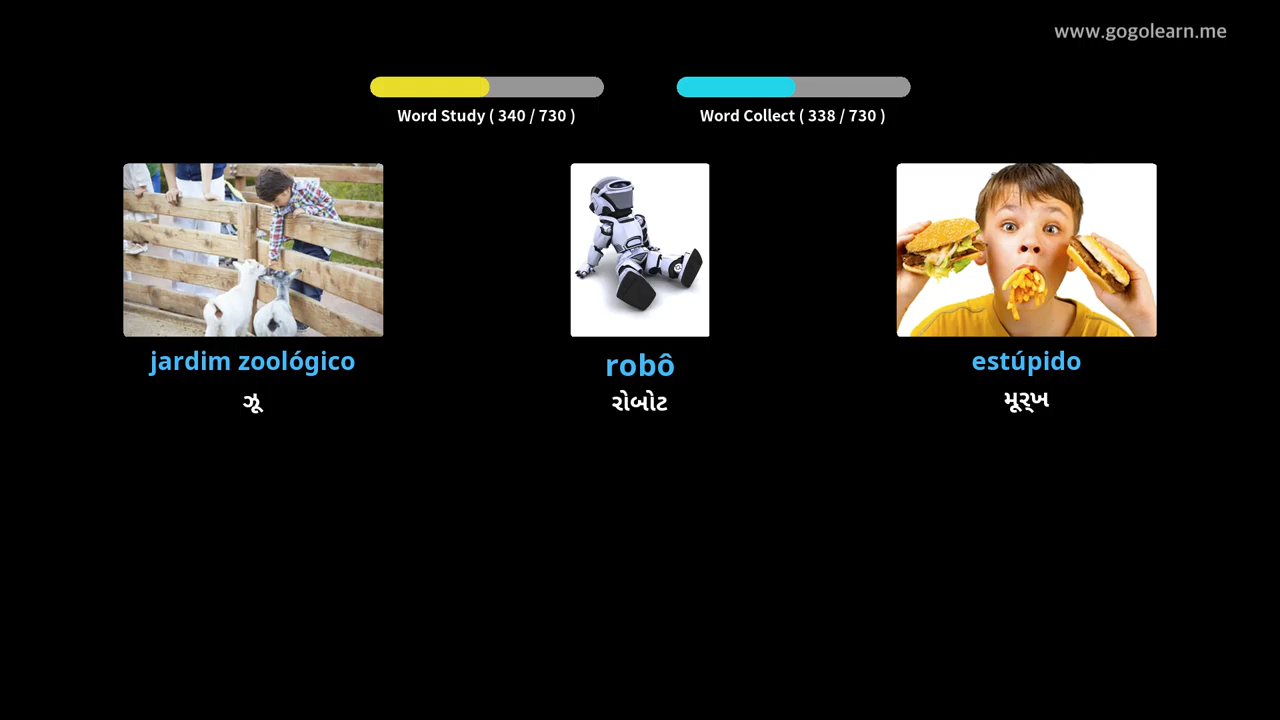 www.gogolearn.me
Word Study ( 340 / 730 )
Word Collect ( 338 / 730 )
jardim zoológico
ઝૂ
robô
રોબોટ
estúpido
મૂર્ખ